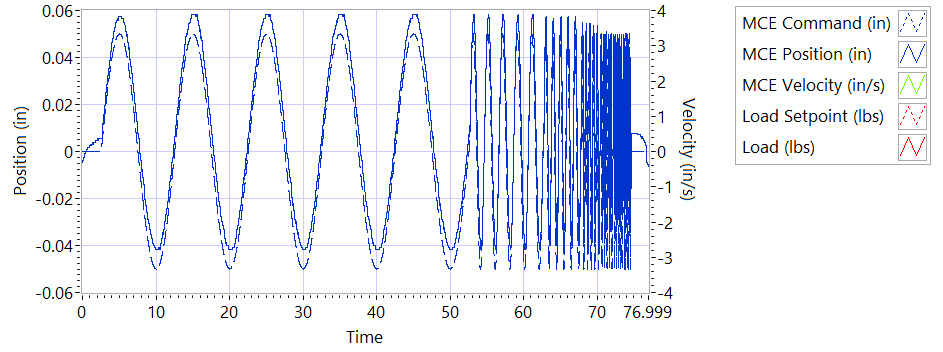 0.06
0.04
0.02
0
-0.02
-0.04
-0.06
Position (in)
4
3
2
1
0
-1
-2
-3
-4
Velocity (in/s)
0 10 20 30 40 50 60 70 76.999
Time
MCE Command (in)
MCE Position (in)
MCE Velocity (in/s)
Load Setpoint (lbs)
Load (lbs)